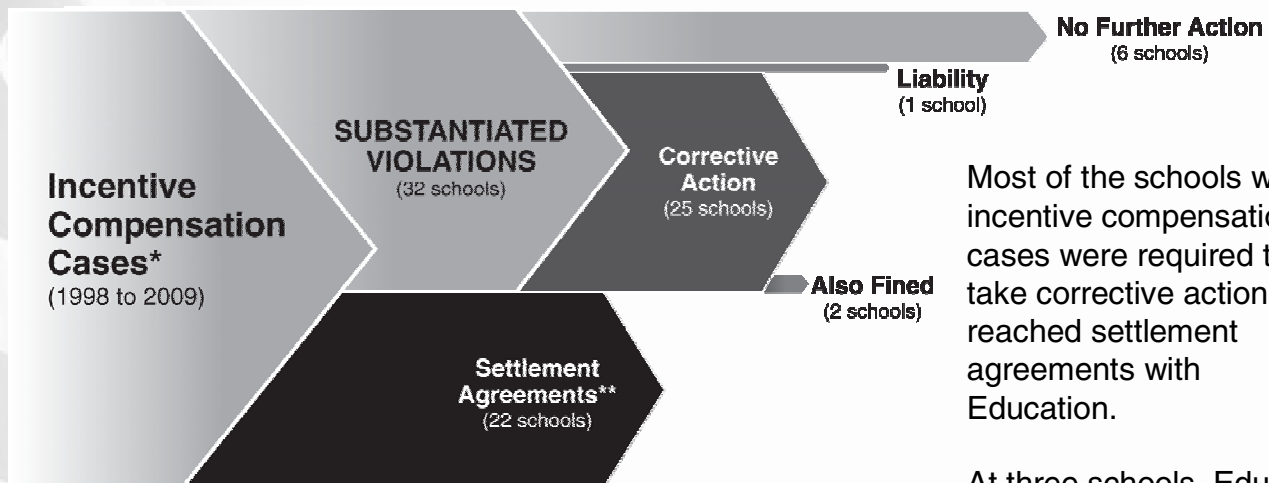 No Further Action
(6 schools)
Liability
(1 school)
SUBSTANTIATED
VIOLATIONS
(32 schools)
Corrective
Action
(25 schools)
Incentive
Compensation
Cases*
(1998 to 2009)
Also Fined
(2 schools)
Settlement
Agreements**
(22 schools)
Most of the schools
incentive
cases were required
take corrective action
reached settlement
agreements with
Education.
At three schools,